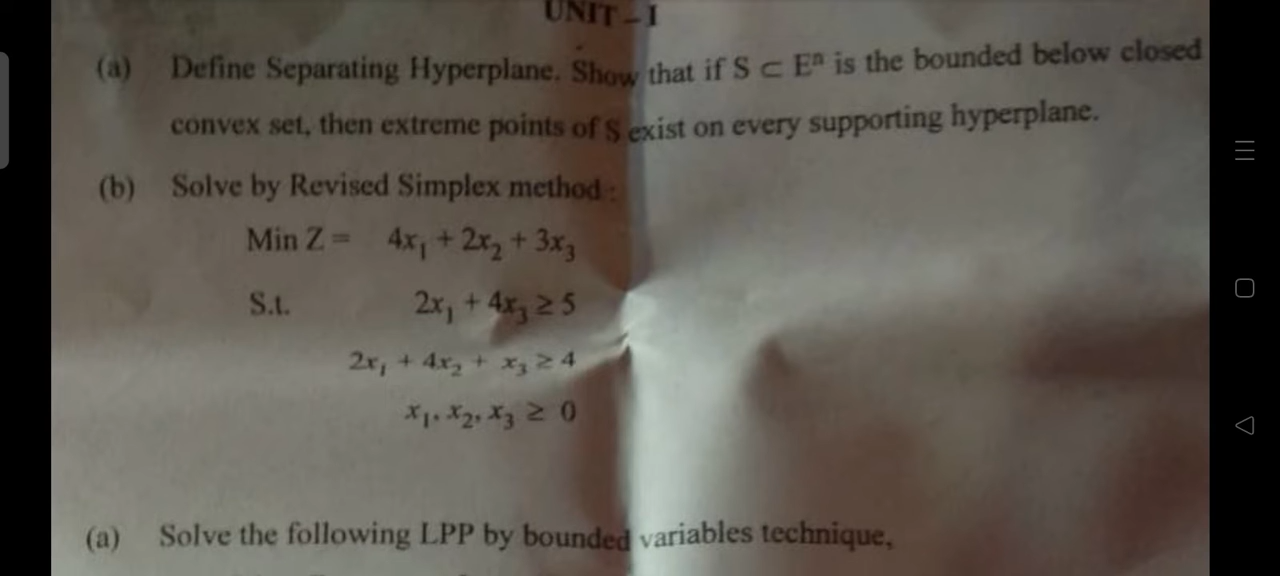 UNIT – I
(a) Define Separating Hyperplane. Show that if S ⊂ Eⁿ is the bounded below closed
convex set, then extreme points of S exist on every supporting hyperplane.
(b) Solve by Revised Simplex method :
Min Z = 4x₁ + 2x₂ + 3x₃
S.t. 2x₁ + 4x₃ ≥ 5
2x₁ + 4x₂ + x₃ ≥ 4
x₁, x₂, x₃ ≥ 0
(a) Solve the following LPP by bounded variables technique,